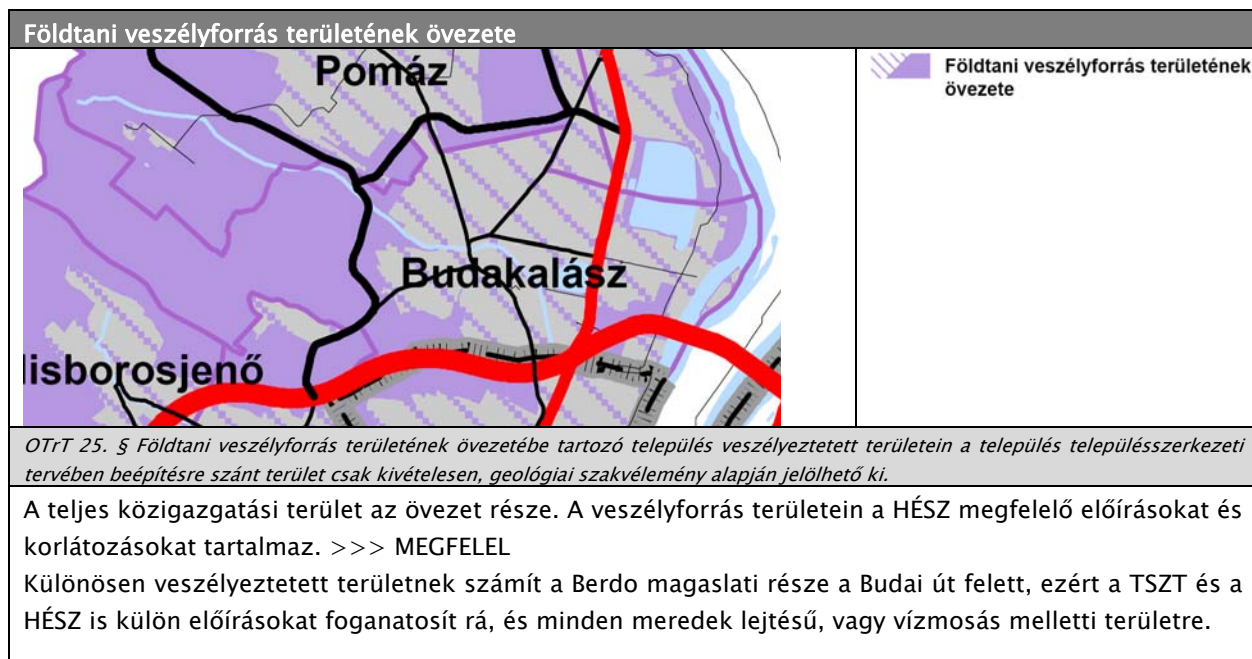 Földtani veszélyforrás területének övezete
Pomáz
Budakalász
lisborosjenő
Földtani veszélyforrás területének
övezete
OTrT 25. § Földtani veszélyforrás területének övezetébe tartozó település veszélyeztetett területein a település településszerkezeti
tervében beépítésre szánt terület csak kivételesen, geológiai szakvélemény alapján jelölhető ki.
A teljes közigazgatási terület az övezet része. A veszélyforrás területein a HÉSZ megfelelő előírásokat és
korlátozásokat tartalmaz. >>> MEGFELEL
Különösen veszélyeztetett területnek számít a Berdo magaslati része a Budai út felett, ezért a TSZT és a
HÉSZ is külön előírásokat foganatosít rá, és minden meredek lejtésű, vagy vízmosás melletti területre.